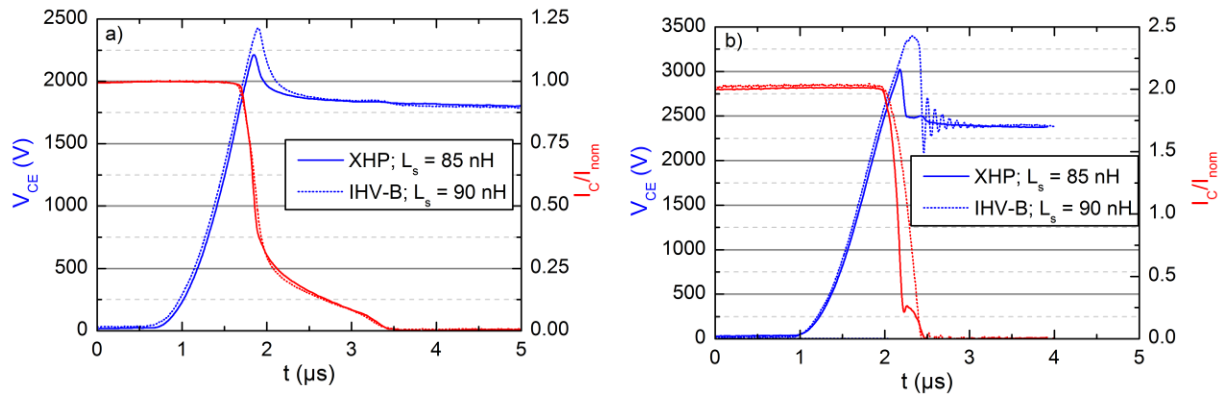 a)
2500
2000
1500
1000
500
0
V_CE (V)
1.25
1.00
0.75
0.50
0.25
0.00
I_C/I_nom
XHP; L_s = 85 nH
IHV-B; L_s = 90 nH
0 1 2 3 4 5
t (µs)
b)
3500
3000
2500
2000
1500
1000
500
0
V_CE (V)
2.5
2.0
1.5
1.0
0.5
0.0
I_C/I_nom
XHP; L_s = 85 nH
IHV-B; L_s = 90 nH
0 1 2 3 4 5
t (µs)